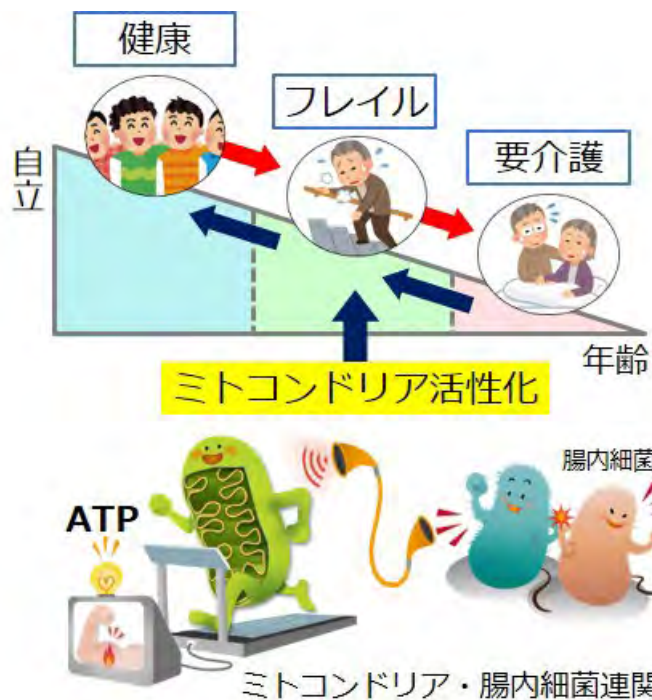 健康
フレイル
要介護
自立
年齢
ミトコンドリア活性化
腸内細菌
ATP
ミトコンドリア・腸内細菌連関